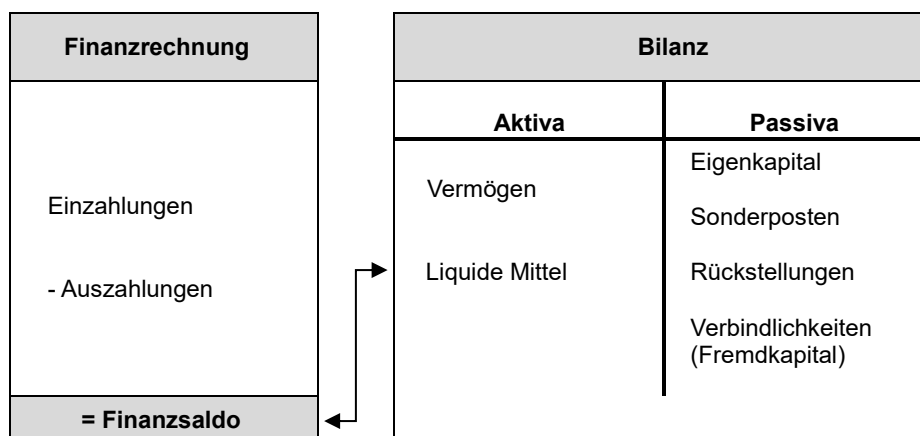 Finanzrechnung
Einzahlungen
- Auszahlungen
= Finanzsaldo
Bilanz
Aktiva
Vermögen
Liquide Mittel
Passiva
Eigenkapital
Sonderposten
Rückstellungen
Verbindlichkeiten
(Fremdkapital)